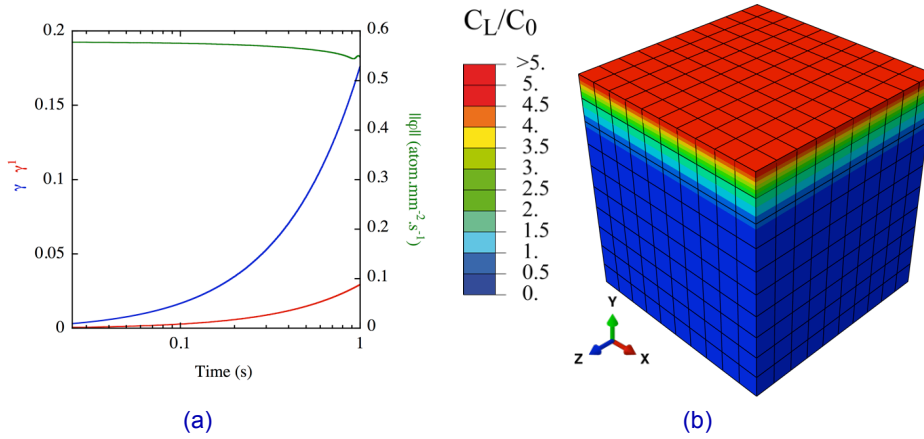 0.2
0.15
0.1
0.05
0
γ γ¹
0.6
0.5
0.4
0.3
0.2
0.1
0
||φ|| (atom.mm⁻².s⁻¹)
0.1
1
Time (s)
(a)
C_L/C_0
>5.
5.
4.5
4.
3.5
3.
2.5
2.
1.5
1.
0.5
0.
Y
Z
X
(b)